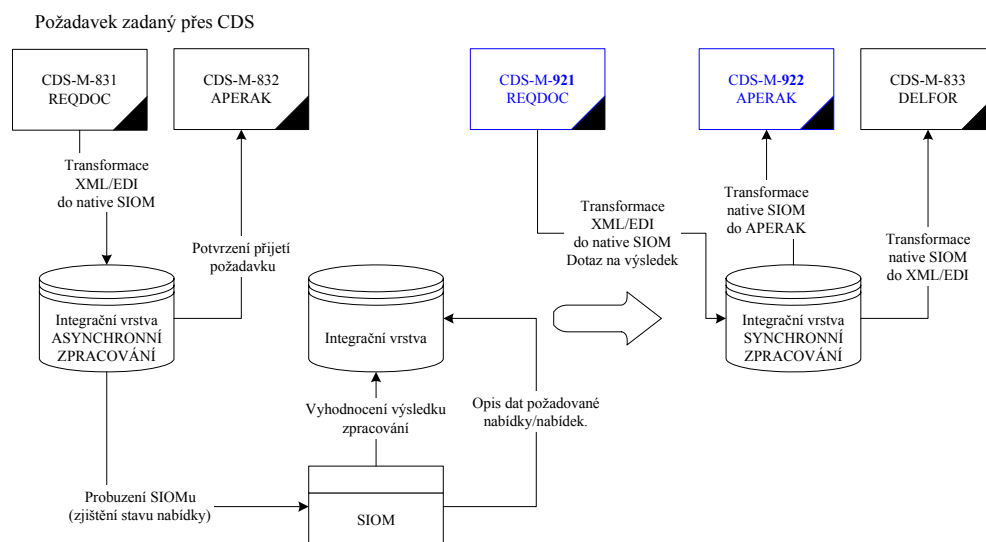 Požadavek zadaný přes CDS
CDS-M-831
REQDOC
CDS-M-832
APERAK
CDS-M-921
REQDOC
CDS-M-922
APERAK
CDS-M-833
DELFOR
Transformace
XML/EDI
do native SIOM
Potvrzení přijetí
požadavku
Transformace
XML/EDI
do native SIOM
Dotaz na výsledek
Transformace
native SIOM
do APERAK
Transformace
native SIOM
do XML/EDI
Integrační vrstva
ASYNCHRONNÍ
ZPRACOVÁNÍ
Integrační vrstva
Integrační vrstva
SYNCHRONNÍ
ZPRACOVÁNÍ
Vyhodnocení výsledku
zpracování
Opis dat požadované
nabídky/nabídek.
Probuzení SIOMu
(zjištění stavu nabídky)
SIOM